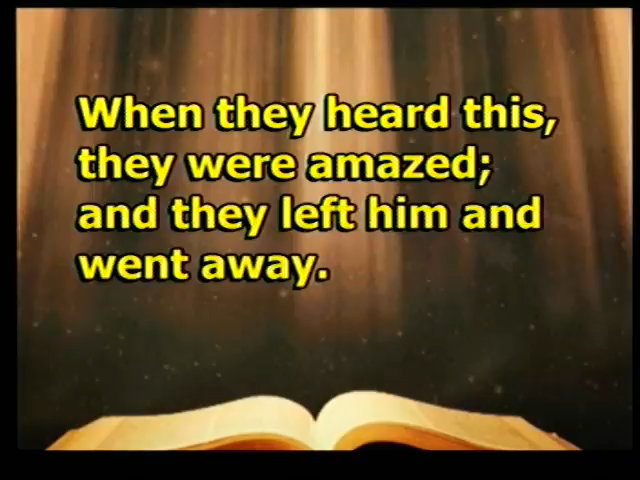 When they heard this,
they were amazed;
and they left him and
went away.